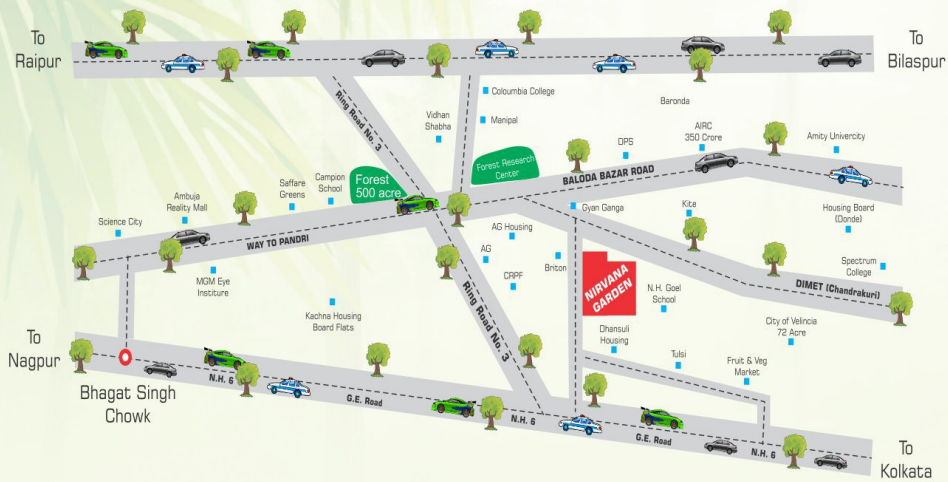 To
Raipur
To
Bilaspur
Ring Road No. 3
Vidhan
Shabha
Coloumbia College
Manipal
Baronda
AIRC
350 Crore
DPS
Amity Univercity
Forest Research
Center
BALODA BAZAR ROAD
Forest
500 acre
Campion
School
Saffare
Greens
Ambuja
Reality Mall
Science City
WAY TO PANDRI
Gyan Ganga
Kite
Housing Board
(Donde)
AG Housing
AG
CRPF
Briton
MGM Eye
Institure
Spectrum
College
NIRVANA
GARDEN
N.H. Goel
School
DIMET (Chandrakuri)
Kachna Housing
Board Flats
Ring Road No. 3
Dhansuli
Housing
City of Velincia
72 Acre
Tulsi
Fruit & Veg
Market
To
Nagpur
Bhagat Singh
Chowk
N.H. 6
G.E. Road
N.H. 6
G.E. Road
N.H. 6
To
Kolkata